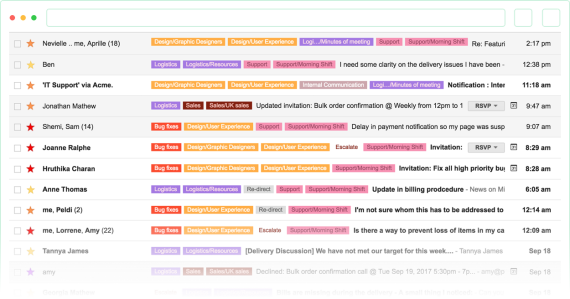 Nevielle .. me, Aprille (18) Design/Graphic Designers Design/User Experience Logi.../Minutes of meeting Support Support/Morning Shift Re: Featuri 2:17 pm
Ben Logistics Logistics/Resources Support Support/Morning Shift I need some clarity on the delivery issues I have been - 12:38 pm
'IT Support' via Acme. Design/Graphic Designers Design/User Experience Internal Communication Logi.../Minutes of meeting Notification : Inter 11:18 am
Jonathan Mathew Logistics Sales Sales/UK sales Updated invitation: Bulk order confirmation @ Weekly from 12pm to 1 RSVP 9:47 am
Shemi, Sam (14) Bug fixes Design/User Experience Support Support/Morning Shift Delay in payment notification so my page was susp 9:07 am
Joanne Ralphe Bug fixes Design/Graphic Designers Design/User Experience Escalate Support/Morning Shift Invitation: RSVP 8:29 am
Hruthika Charan Bug fixes Design/Graphic Designers Design/User Experience Support/Morning Shift Invitation: Fix all high priority bug 8:28 am
Anne Thomas Logistics Logistics/Resources Re-direct Support Support/Morning Shift Update in billing prodcedure - News on Mi 6:05 am
me, Peldi (2) Bug fixes Design/User Experience Re-direct Support/Morning Shift I'm not sure whom this has to be addressed to 12:14 am
me, Lorrene, Amy (22) Bug fixes Design/User Experience Escalate Support/Morning Shift Is there a way to prevent loss of items in my ca 12:09 am
Tannya James Logistics Logistics/Resources [Delivery Discussion] We have not met our target for this week.... - Tannya James Sep 18
amy Logistics Sales Sales/UK sales Declined: Bulk order confirmation call @ Tue Sep 19, 2017 5:30pm - 7p... - amy@p Sep 18